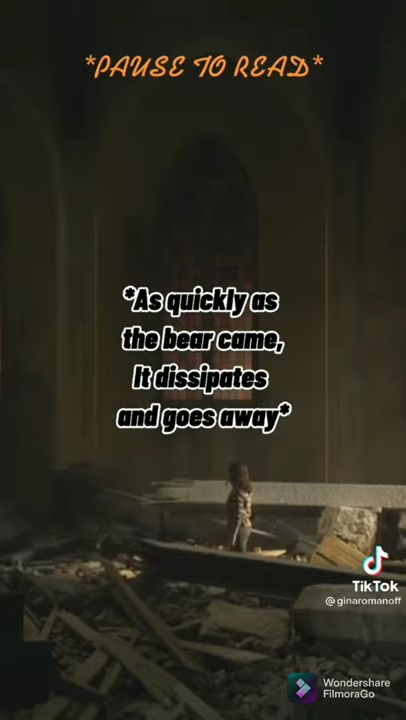 *PAUSE TO READ*
*As quickly as
the bear came,
It dissipates
and goes away*
TikTok
@ginaromanoff
Wondershare
FilmoraGo